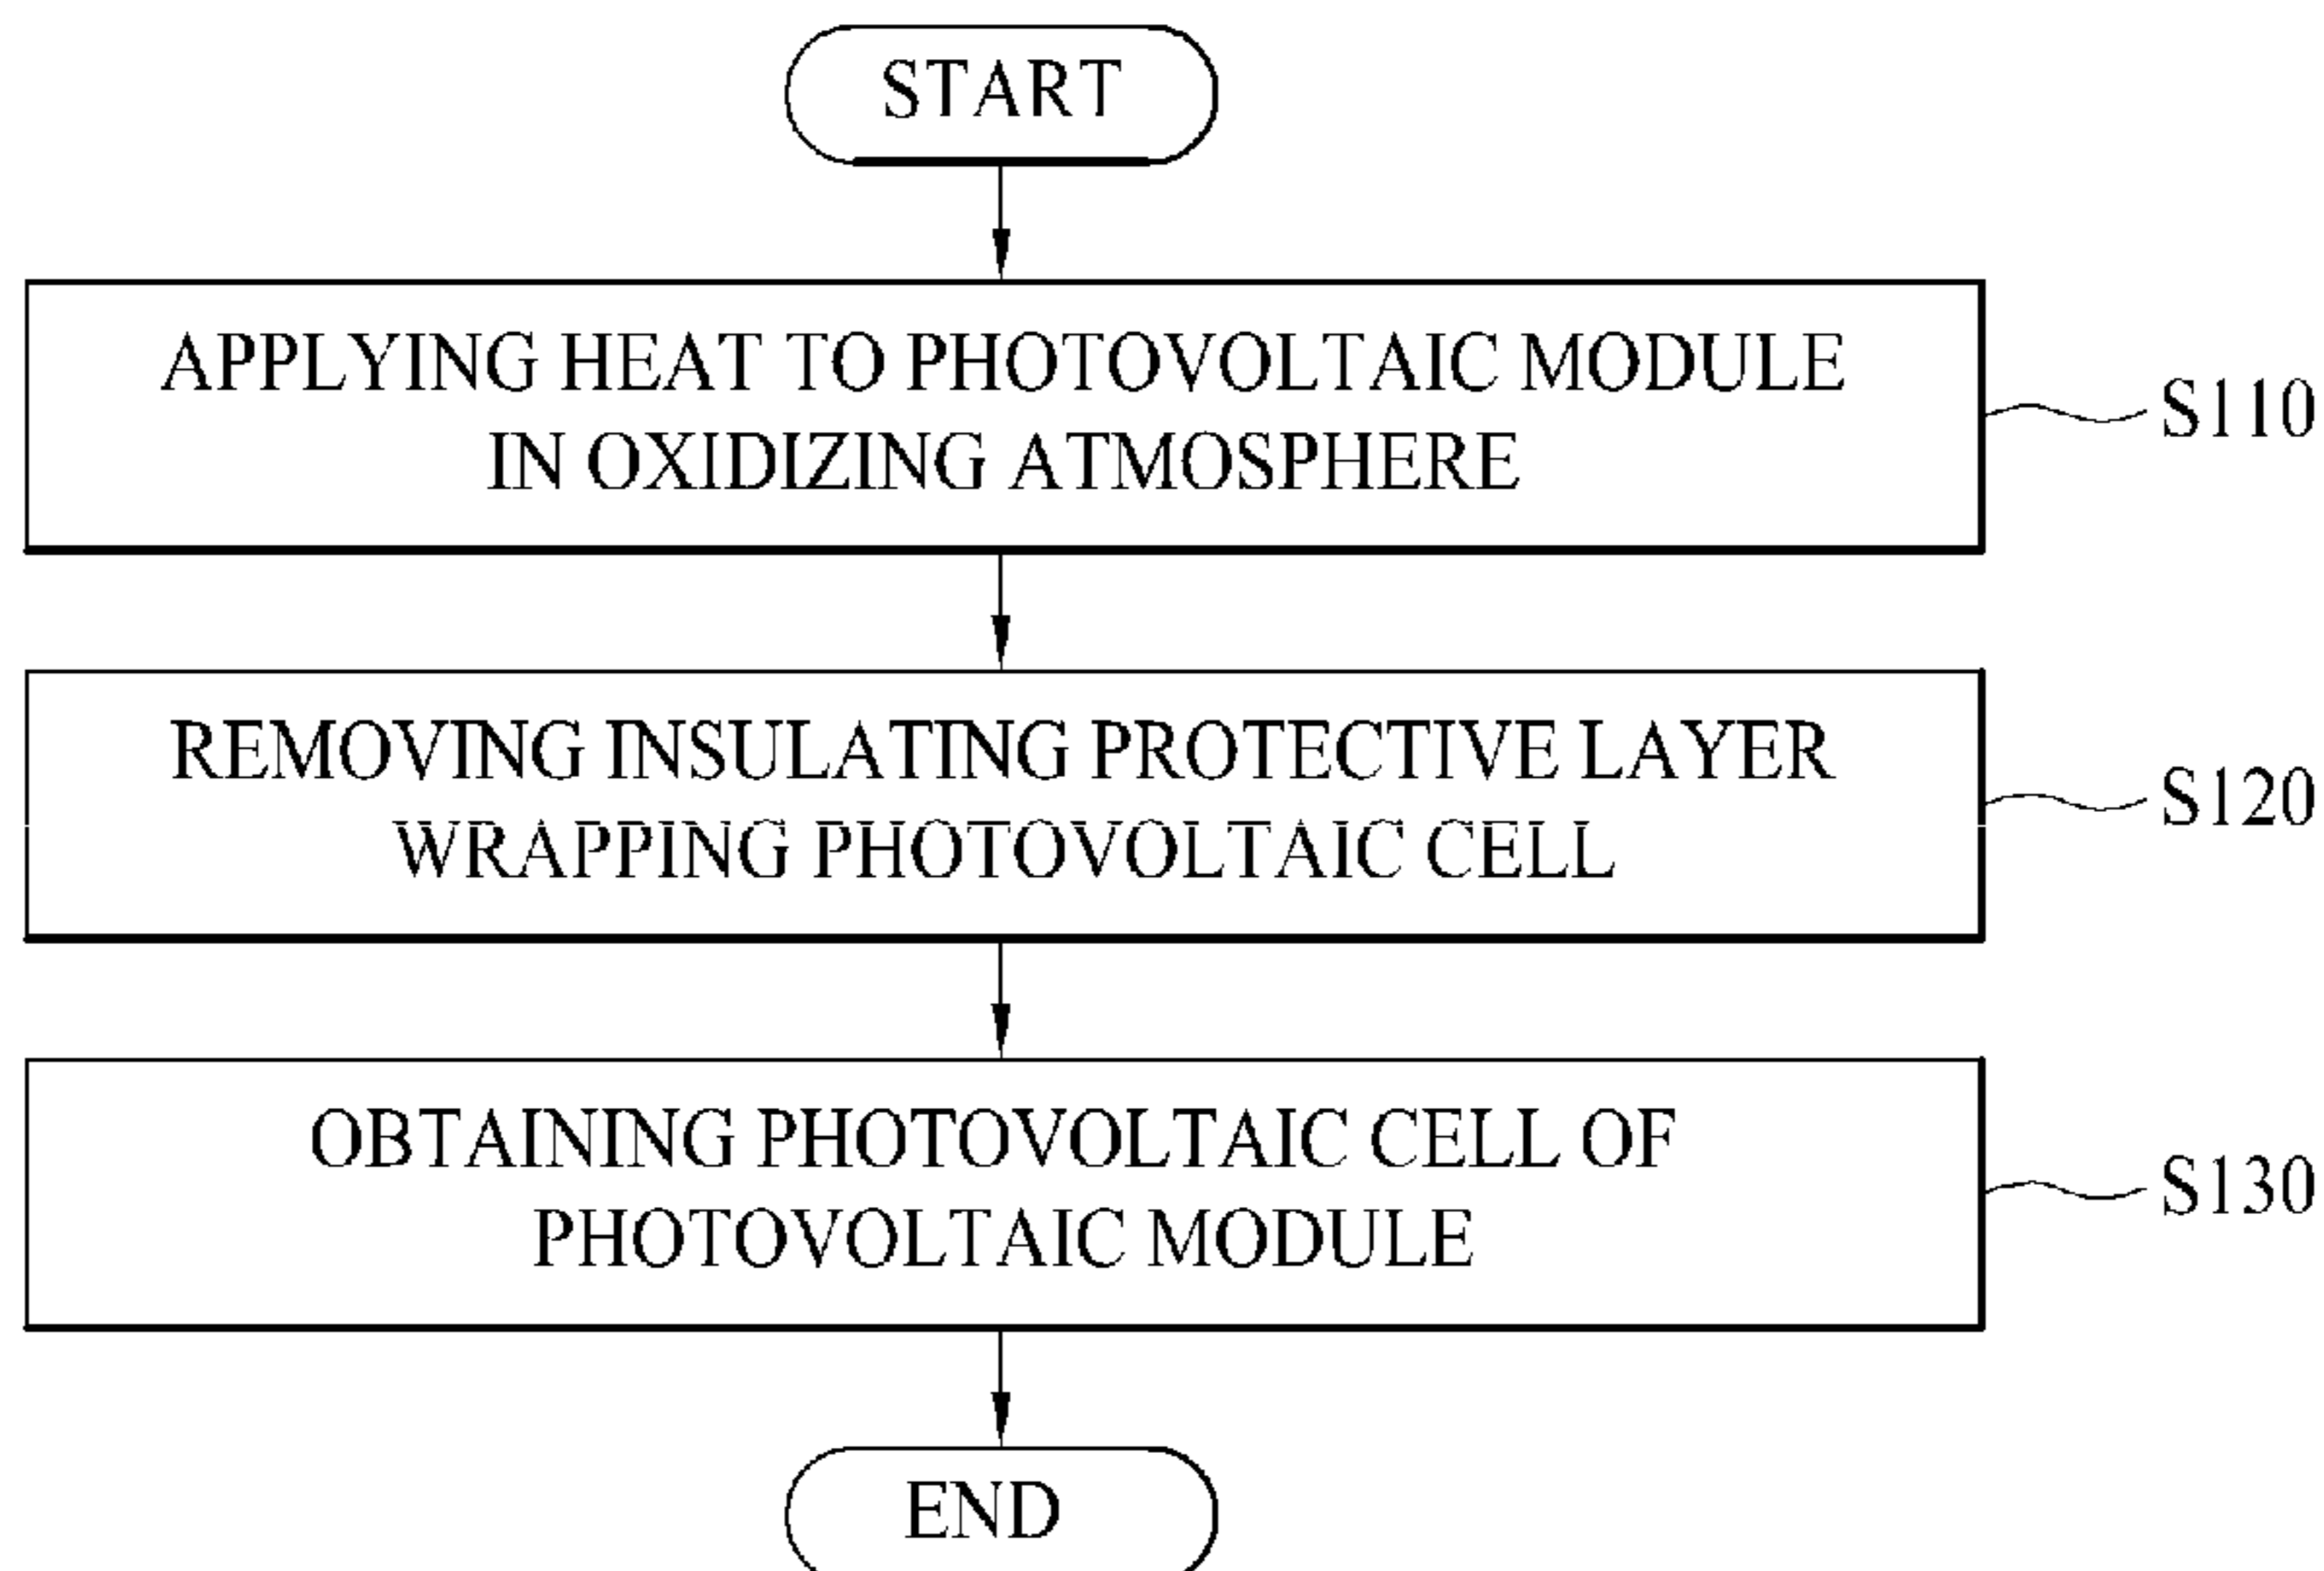 START
APPLYING HEAT TO PHOTOVOLTAIC MODULE
IN OXIDIZING ATMOSPHERE
S110
REMOVING INSULATING PROTECTIVE LAYER
WRAPPING PHOTOVOLTAIC CELL
S120
OBTAINING PHOTOVOLTAIC CELL OF
PHOTOVOLTAIC MODULE
S130
END